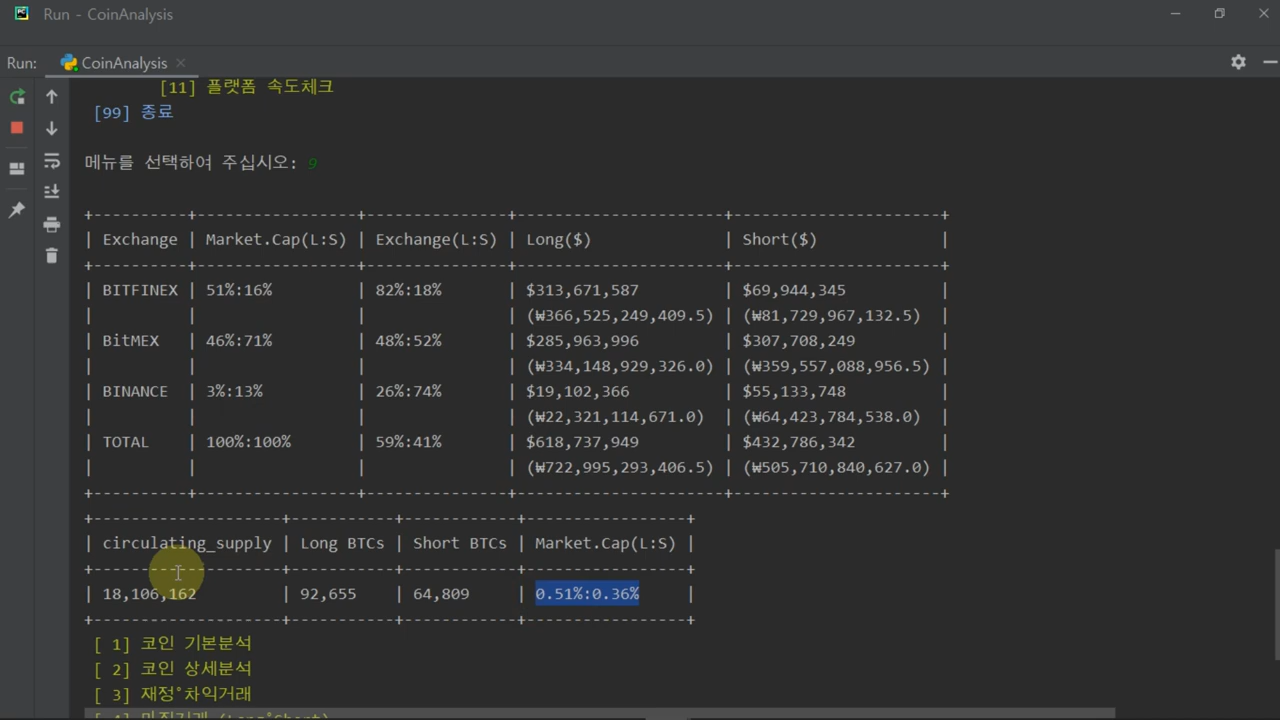 Run - CoinAnalysis
Run: CoinAnalysis
[11] 플랫폼 속도체크
[99] 종료
메뉴를 선택하여 주십시오: 9
+----------+-----------------+---------------+-----------------------+----------------------+
| Exchange | Market.Cap(L:S) | Exchange(L:S) | Long($) | Short($) |
+----------+-----------------+---------------+-----------------------+----------------------+
| BITFINEX | 51%:16% | 82%:18% | $313,671,587 | $69,944,345 |
| | | | (₩366,525,249,409.5) | (₩81,729,967,132.5) |
| BitMEX | 46%:71% | 48%:52% | $285,963,996 | $307,708,249 |
| | | | (₩334,148,929,326.0) | (₩359,557,088,956.5) |
| BINANCE | 3%:13% | 26%:74% | $19,102,366 | $55,133,748 |
| | | | (₩22,321,114,671.0) | (₩64,423,784,538.0) |
| TOTAL | 100%:100% | 59%:41% | $618,737,949 | $432,786,342 |
| | | | (₩722,995,293,406.5) | (₩505,710,840,627.0) |
+----------+-----------------+---------------+-----------------------+----------------------+
+--------------------+-----------+------------+----------------+
| circulating_supply | Long BTCs | Short BTCs | Market.Cap(L:S) |
+--------------------+-----------+------------+----------------+
| 18,106,162 | 92,655 | 64,809 | 0.51%:0.36% |
+--------------------+-----------+------------+----------------+
[ 1] 코인 기본분석
[ 2] 코인 상세분석
[ 3] 재정˚차익거래